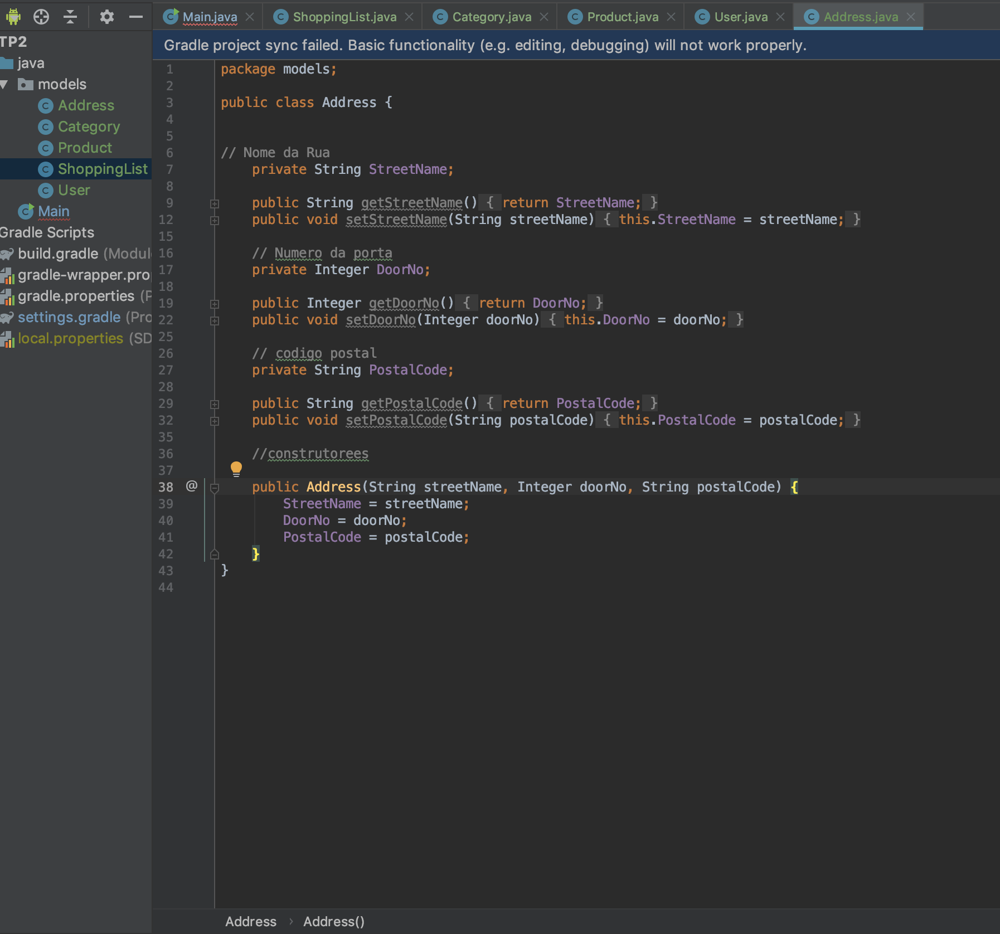 Main.java ShoppingList.java Category.java Product.java User.java Address.java
TP2
java
models
Address
Category
Product
ShoppingList
User
Main
Gradle Scripts
build.gradle (Modul
gradle-wrapper.pro
gradle.properties (P
settings.gradle (Pro
local.properties (SD
Gradle project sync failed. Basic functionality (e.g. editing, debugging) will not work properly.
1 package models;
2
3 public class Address {
4
5
6 // Nome da Rua
7 private String StreetName;
8
9 public String getStreetName() { return StreetName; }
12 public void setStreetName(String streetName) { this.StreetName = streetName; }
15
16 // Numero da porta
17 private Integer DoorNo;
18
19 public Integer getDoorNo() { return DoorNo; }
22 public void setDoorNo(Integer doorNo) { this.DoorNo = doorNo; }
25
26 // codigo postal
27 private String PostalCode;
28
29 public String getPostalCode() { return PostalCode; }
32 public void setPostalCode(String postalCode) { this.PostalCode = postalCode; }
35
36 //construtorees
37
38 @ public Address(String streetName, Integer doorNo, String postalCode) {
39 StreetName = streetName;
40 DoorNo = doorNo;
41 PostalCode = postalCode;
42 }
43 }
44
Address › Address()